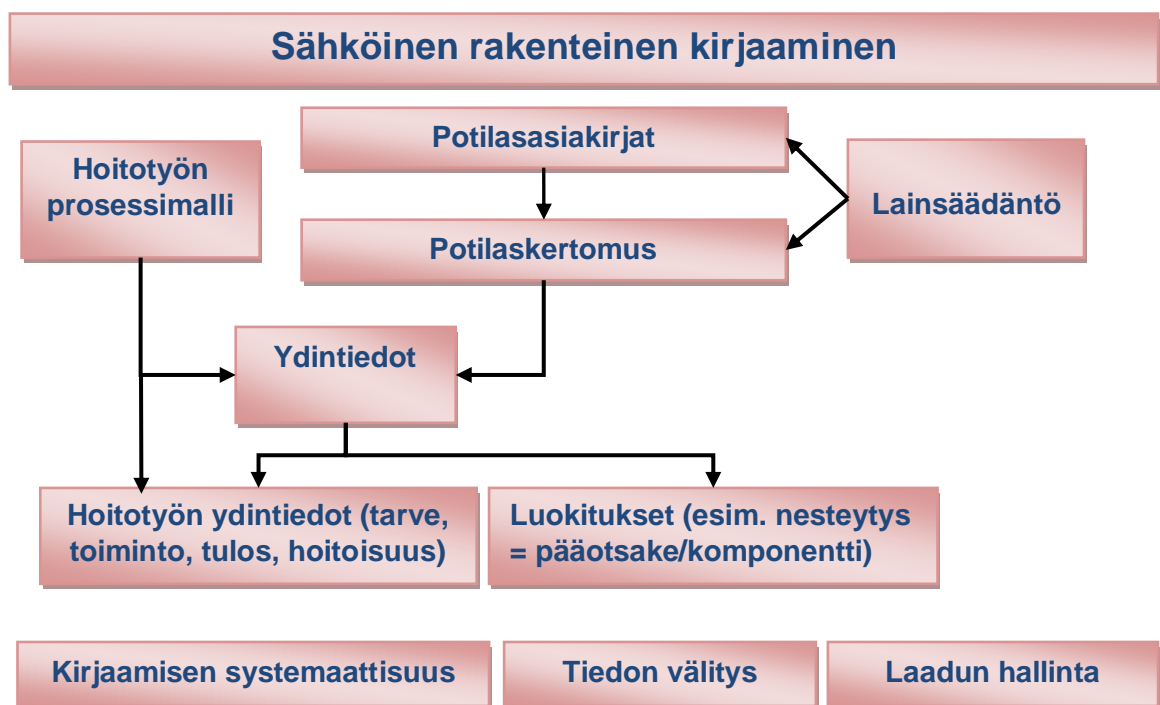 Sähköinen rakenteinen kirjaaminen
Potilasasiakirjat
Hoitotyön
prosessimalli
Lainsäädäntö
Potilaskertomus
Ydintiedot
Hoitotyön ydintiedot (tarve,
toiminto, tulos, hoitoisuus)
Luokitukset (esim. nesteytys
= pääotsake/komponentti)
Kirjaamisen systemaattisuus
Tiedon välitys
Laadun hallinta